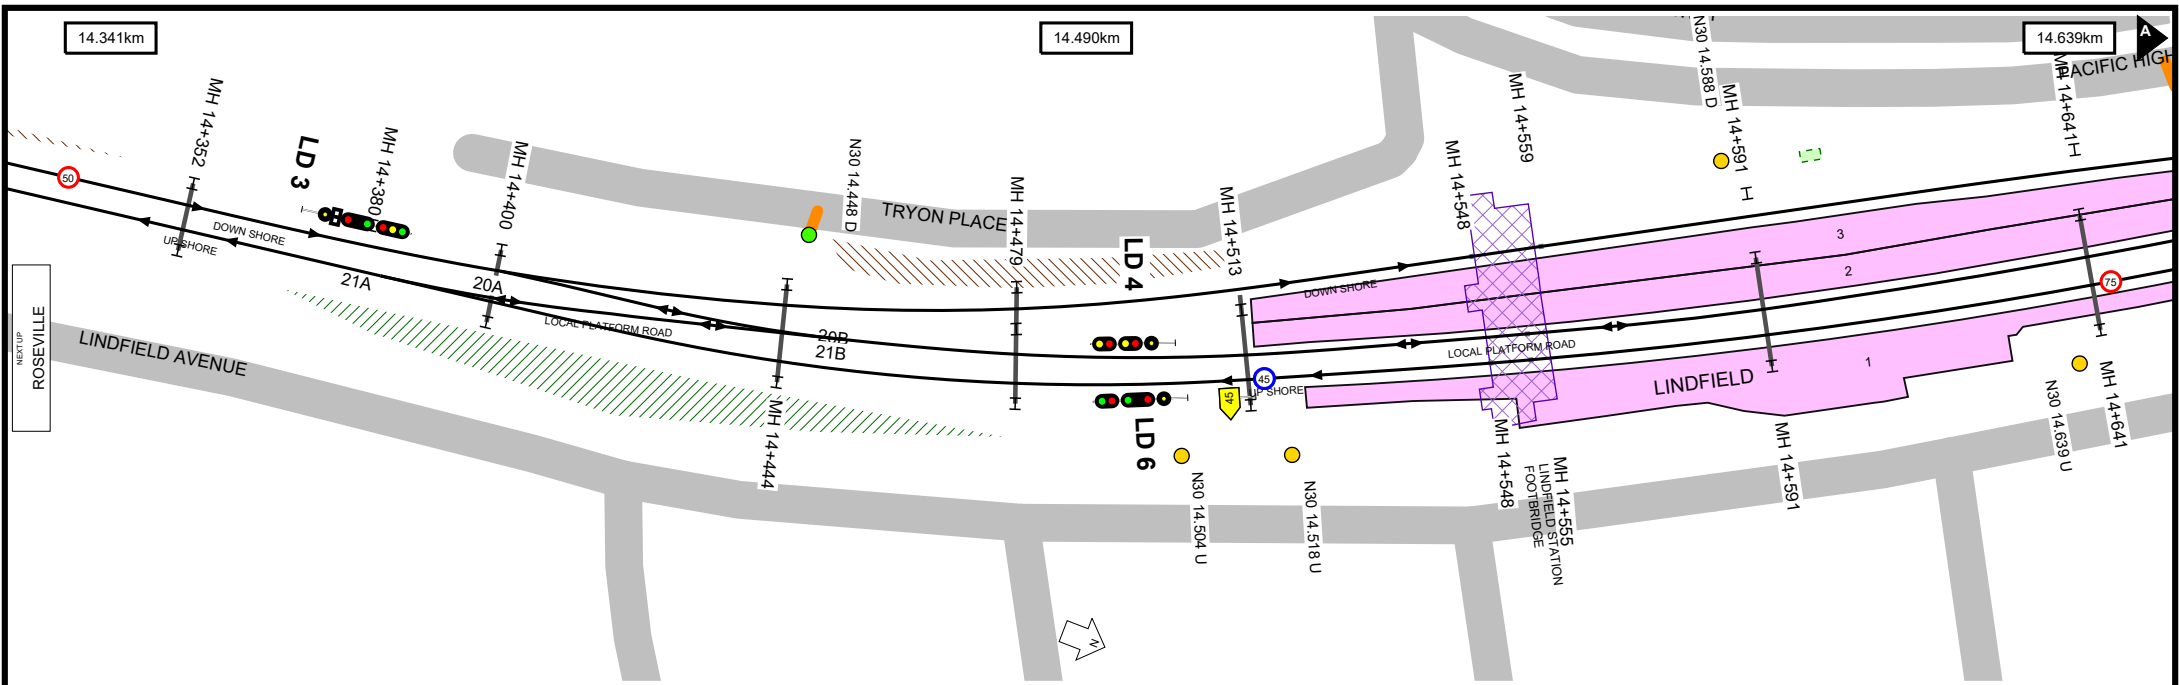 14.341km
14.490km
14.639km
A
PACIFIC HIGH
N30 14.588 D
MH 14+591
MH 14+641
MH 14+559
MH 14+548
MH 14+352
LD 3
MH 14+380
MH 14+400
N30 14.448 D
TRYON PLACE
MH 14+479
LD 4
MH 14+513
50
DOWN SHORE
UP SHORE
21A
20A
LOCAL PLATFORM ROAD
20B
21B
DOWN SHORE
3
2
75
LOCAL PLATFORM ROAD
45
UP SHORE
45
LINDFIELD
1
NEXT UP
ROSEVILLE
LINDFIELD AVENUE
MH 14+444
LD 6
N30 14.504 U
N30 14.518 U
MH 14+548
MH 14+555
LINDFIELD STATION
FOOTBRIDGE
MH 14+591
N30 14.639 U
MH 14+641
N